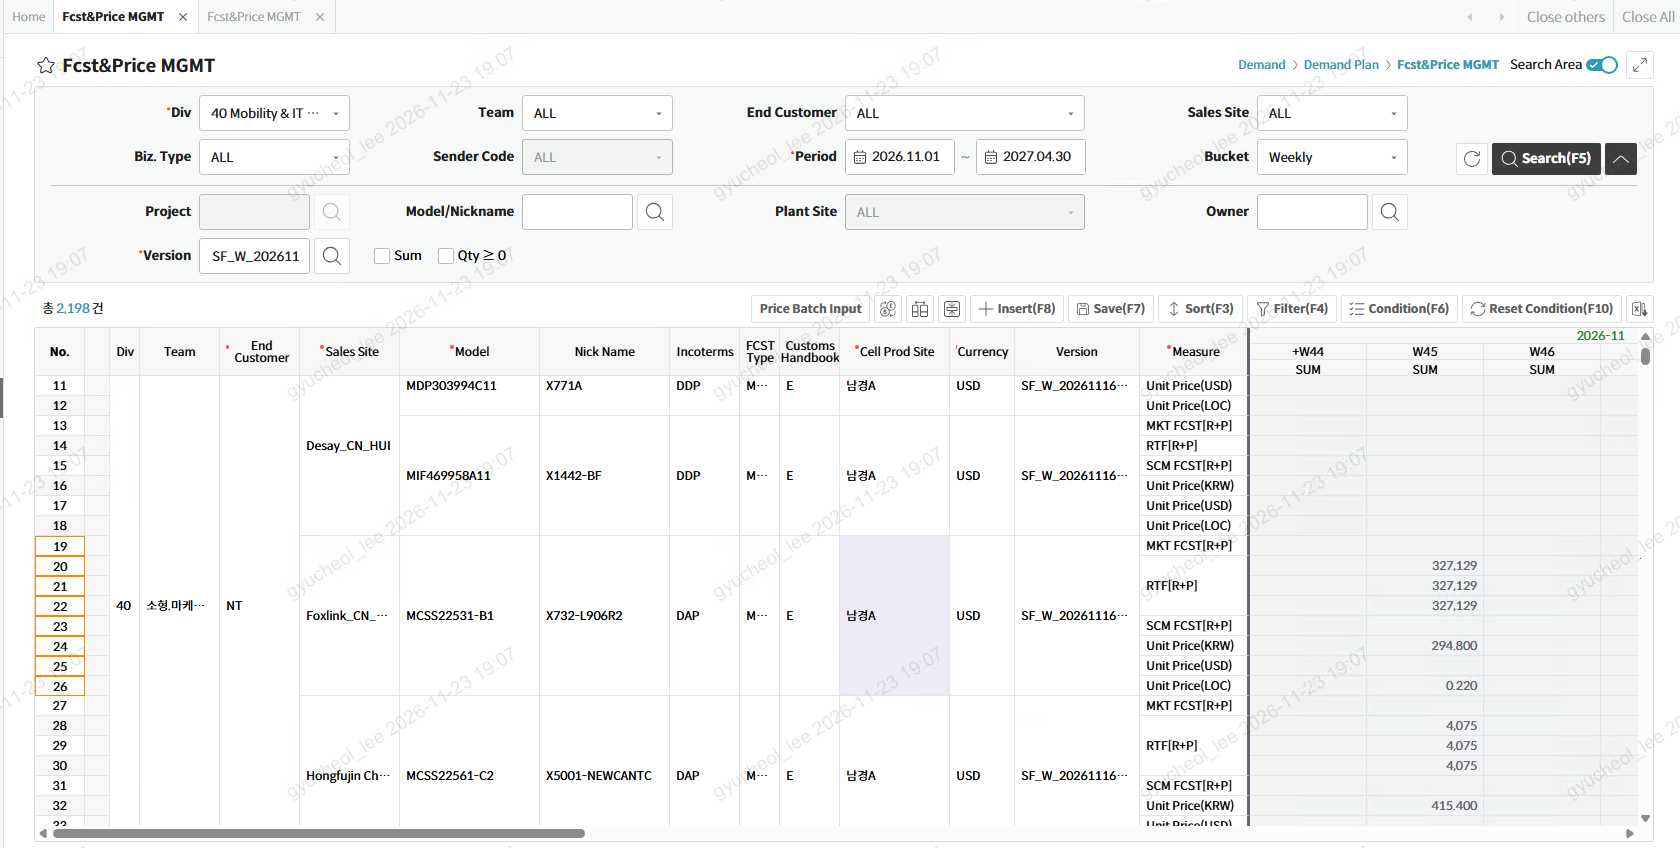 Home
Fcst&Price MGMT
Fcst&Price MGMT
Close others
Close All
Fcst&Price MGMT
Demand > Demand Plan > Fcst&Price MGMT
Search Area
*Div 40 Mobility & IT ···
Team ALL
End Customer ALL
Sales Site ALL
Biz. Type ALL
Sender Code ALL
*Period 2026.11.01 ~ 2027.04.30
Bucket Weekly
Search(F5)
Project
Model/Nickname
Plant Site ALL
Owner
*Version SF_W_202611
Sum
Qty ≥ 0
총 2,198 건
Price Batch Input
Insert(F8)
Save(F7)
Sort(F3)
Filter(F4)
Condition(F6)
Reset Condition(F10)
No. Div Team *End Customer *Sales Site *Model Nick Name Incoterms FCST Type Customs Handbook *Cell Prod Site *Currency Version *Measure
2026-11
+W44 W45 W46
SUM SUM SUM
11 MDP303994C11 X771A DDP M··· E 남경A USD SF_W_20261116··· Unit Price(USD)
12 Unit Price(LOC)
13 MKT FCST[R+P]
14 Desay_CN_HUI RTF[R+P]
15 SCM FCST[R+P]
MIF469958A11 X1442-BF DDP M··· E 남경A USD SF_W_20261116···
16 Unit Price(KRW)
17 Unit Price(USD)
18 Unit Price(LOC)
19 MKT FCST[R+P]
20 327,129
21 RTF[R+P] 327,129
22 40 소형.마케··· NT 327,129
Foxlink_CN_··· MCSS22531-B1 X732-L906R2 DAP M··· E 남경A USD SF_W_20261116···
23 SCM FCST[R+P]
24 Unit Price(KRW) 294.800
25 Unit Price(USD)
26 Unit Price(LOC) 0.220
27 MKT FCST[R+P]
28 4,075
29 RTF[R+P] 4,075
30 4,075
Hongfujin Ch··· MCSS22561-C2 X5001-NEWCANTC DAP M··· E 남경A USD SF_W_20261116···
31 SCM FCST[R+P]
32 Unit Price(KRW) 415.400
33 Unit Price(USD)
gyucheol_lee 2026-11-23 19:07